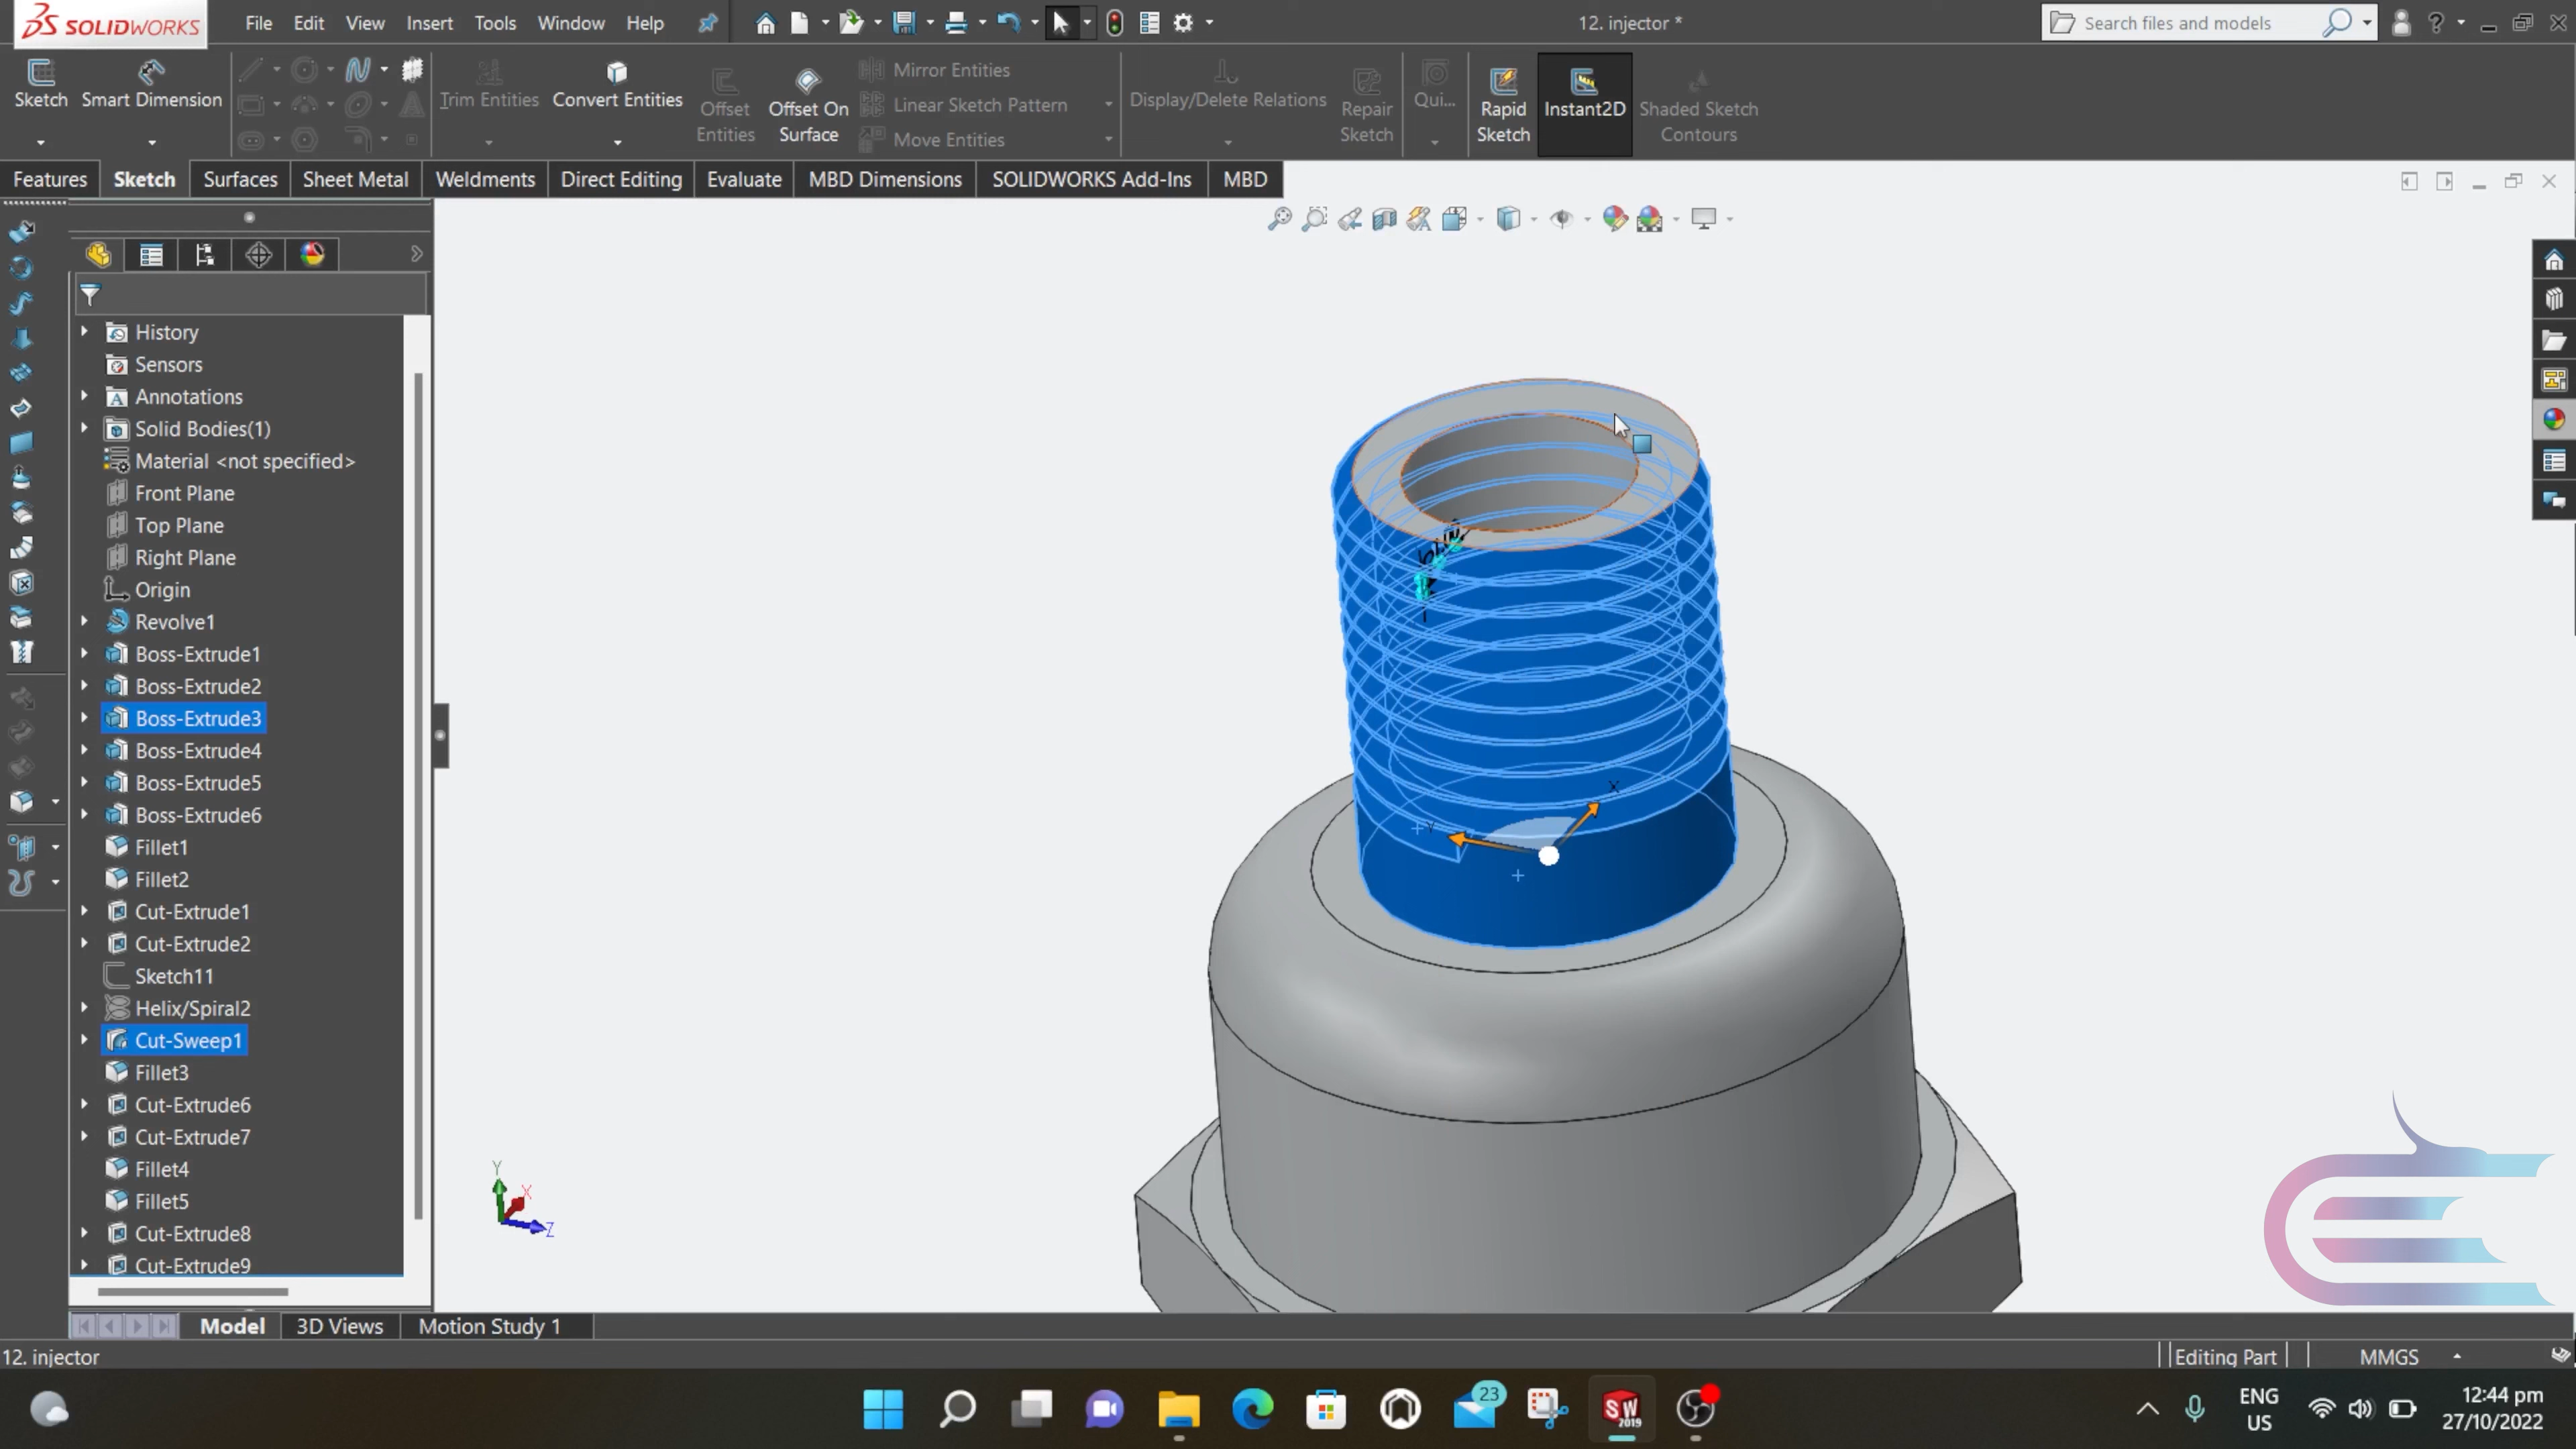 SOLIDWORKS File Edit View Insert Tools Window Help 12. injector * Search files and models
Sketch Smart Dimension Trim Entities Convert Entities Offset Entities Offset On Surface Mirror Entities Linear Sketch Pattern Move Entities Display/Delete Relations Repair Sketch Qui... Rapid Sketch Instant2D Shaded Sketch Contours
Features Sketch Surfaces Sheet Metal Weldments Direct Editing Evaluate MBD Dimensions SOLIDWORKS Add-Ins MBD
History
Sensors
Annotations
Solid Bodies(1)
Material <not specified>
Front Plane
Top Plane
Right Plane
Origin
Revolve1
Boss-Extrude1
Boss-Extrude2
Boss-Extrude3
Boss-Extrude4
Boss-Extrude5
Boss-Extrude6
Fillet1
Fillet2
Cut-Extrude1
Cut-Extrude2
Sketch11
Helix/Spiral2
Cut-Sweep1
Fillet3
Cut-Extrude6
Cut-Extrude7
Fillet4
Fillet5
Cut-Extrude8
Cut-Extrude9
X
Y
Y
X
Z
Model 3D Views Motion Study 1
12. injector Editing Part MMGS
23
SW
2019
ENG
US
12:44 pm
27/10/2022